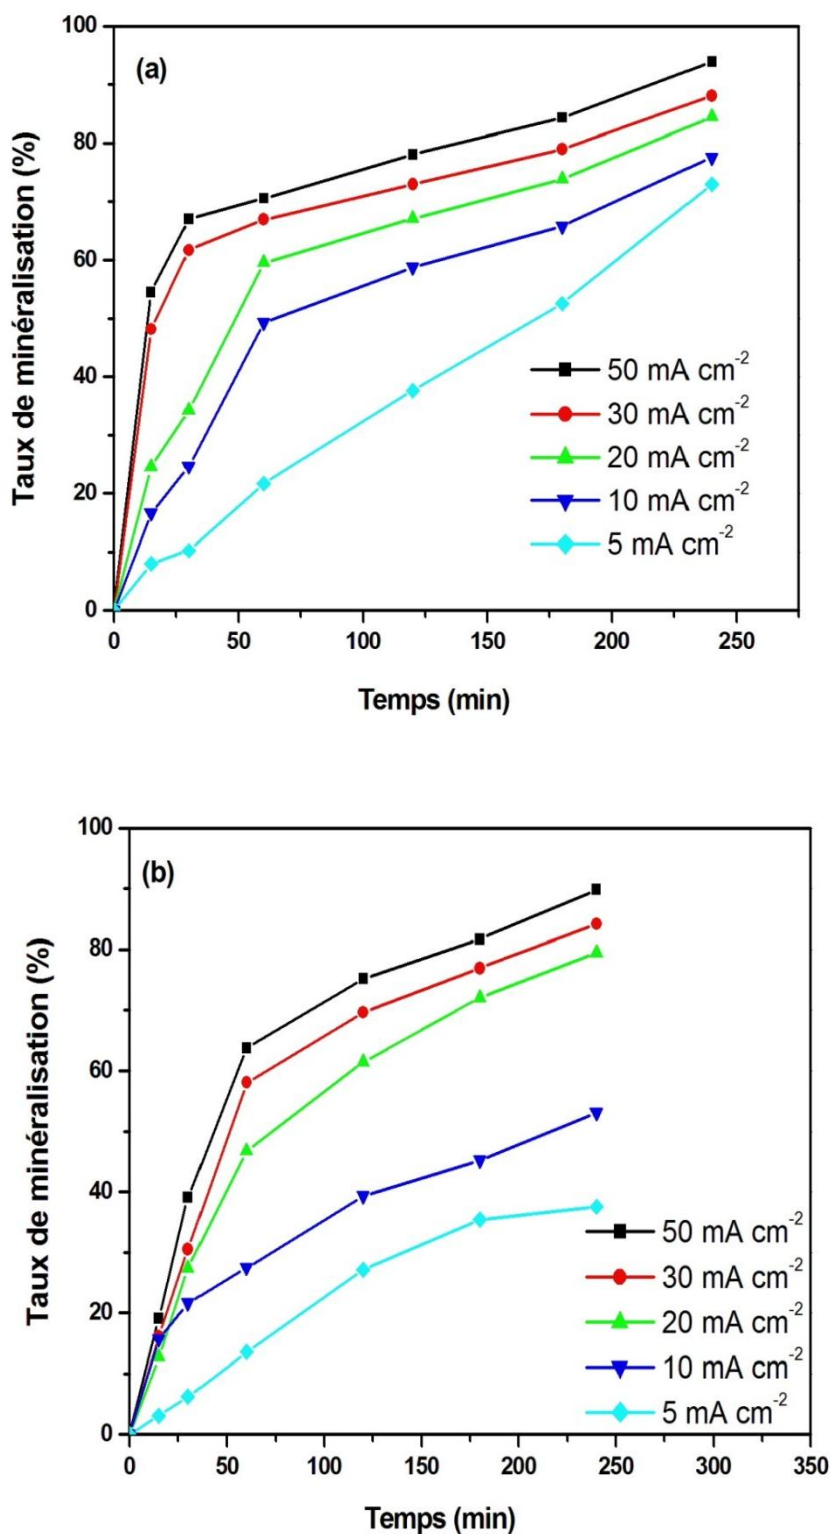 (a)
Taux de minéralisation (%)
100
80
60
40
20
0
50 mA cm⁻²
30 mA cm⁻²
20 mA cm⁻²
10 mA cm⁻²
5 mA cm⁻²
0 50 100 150 200 250
Temps (min)
(b)
Taux de minéralisation (%)
100
80
60
40
20
0
50 mA cm⁻²
30 mA cm⁻²
20 mA cm⁻²
10 mA cm⁻²
5 mA cm⁻²
0 50 100 150 200 250 300 350
Temps (min)